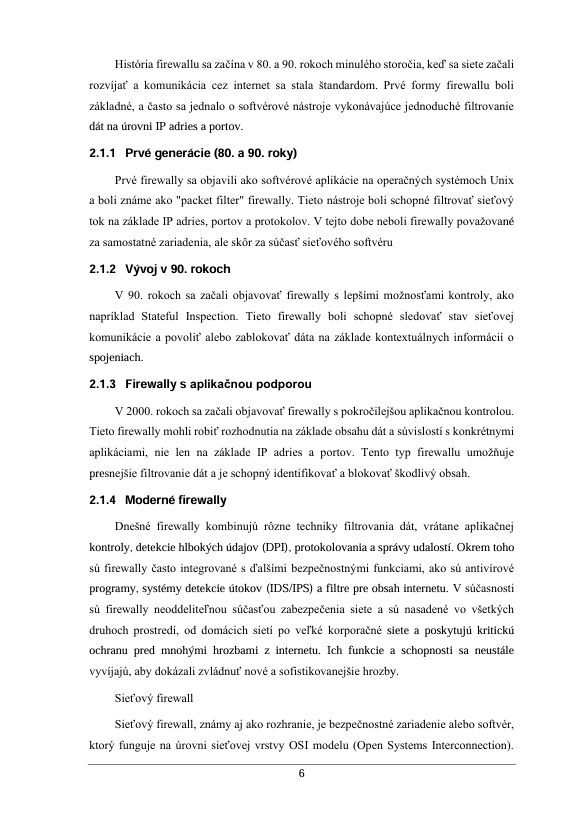 História firewallu sa začína v 80. a 90. rokoch minulého storočia, keď sa siete začali
rozvíjať a komunikácia cez internet sa stala štandardom. Prvé formy firewallu boli
základné, a často sa jednalo o softvérové nástroje vykonávajúce jednoduché filtrovanie
dát na úrovni IP adries a portov.
2.1.1 Prvé generácie (80. a 90. roky)
Prvé firewally sa objavili ako softvérové aplikácie na operačných systémoch Unix
a boli známe ako "packet filter" firewally. Tieto nástroje boli schopné filtrovať sieťový
tok na základe IP adries, portov a protokolov. V tejto dobe neboli firewally považované
za samostatné zariadenia, ale skôr za súčasť sieťového softvéru
2.1.2 Vývoj v 90. rokoch
V 90. rokoch sa začali objavovať firewally s lepšími možnosťami kontroly, ako
napríklad Stateful Inspection. Tieto firewally boli schopné sledovať stav sieťovej
komunikácie a povoliť alebo zablokovať dáta na základe kontextuálnych informácií o
spojeniach.
2.1.3 Firewally s aplikačnou podporou
V 2000. rokoch sa začali objavovať firewally s pokročilejšou aplikačnou kontrolou.
Tieto firewally mohli robiť rozhodnutia na základe obsahu dát a súvislostí s konkrétnymi
aplikáciami, nie len na základe IP adries a portov. Tento typ firewallu umožňuje
presnejšie filtrovanie dát a je schopný identifikovať a blokovať škodlivý obsah.
2.1.4 Moderné firewally
Dnešné firewally kombinujú rôzne techniky filtrovania dát, vrátane aplikačnej
kontroly, detekcie hlbokých údajov (DPI), protokolovania a správy udalostí. Okrem toho
sú firewally často integrované s ďalšími bezpečnostnými funkciami, ako sú antivírové
programy, systémy detekcie útokov (IDS/IPS) a filtre pre obsah internetu. V súčasnosti
sú firewally neoddeliteľnou súčasťou zabezpečenia siete a sú nasadené vo všetkých
druhoch prostredí, od domácich sietí po veľké korporačné siete a poskytujú kritickú
ochranu pred mnohými hrozbami z internetu. Ich funkcie a schopnosti sa neustále
vyvíjajú, aby dokázali zvládnuť nové a sofistikovanejšie hrozby.
Sieťový firewall
Sieťový firewall, známy aj ako rozhranie, je bezpečnostné zariadenie alebo softvér,
ktorý funguje na úrovni sieťovej vrstvy OSI modelu (Open Systems Interconnection).
6